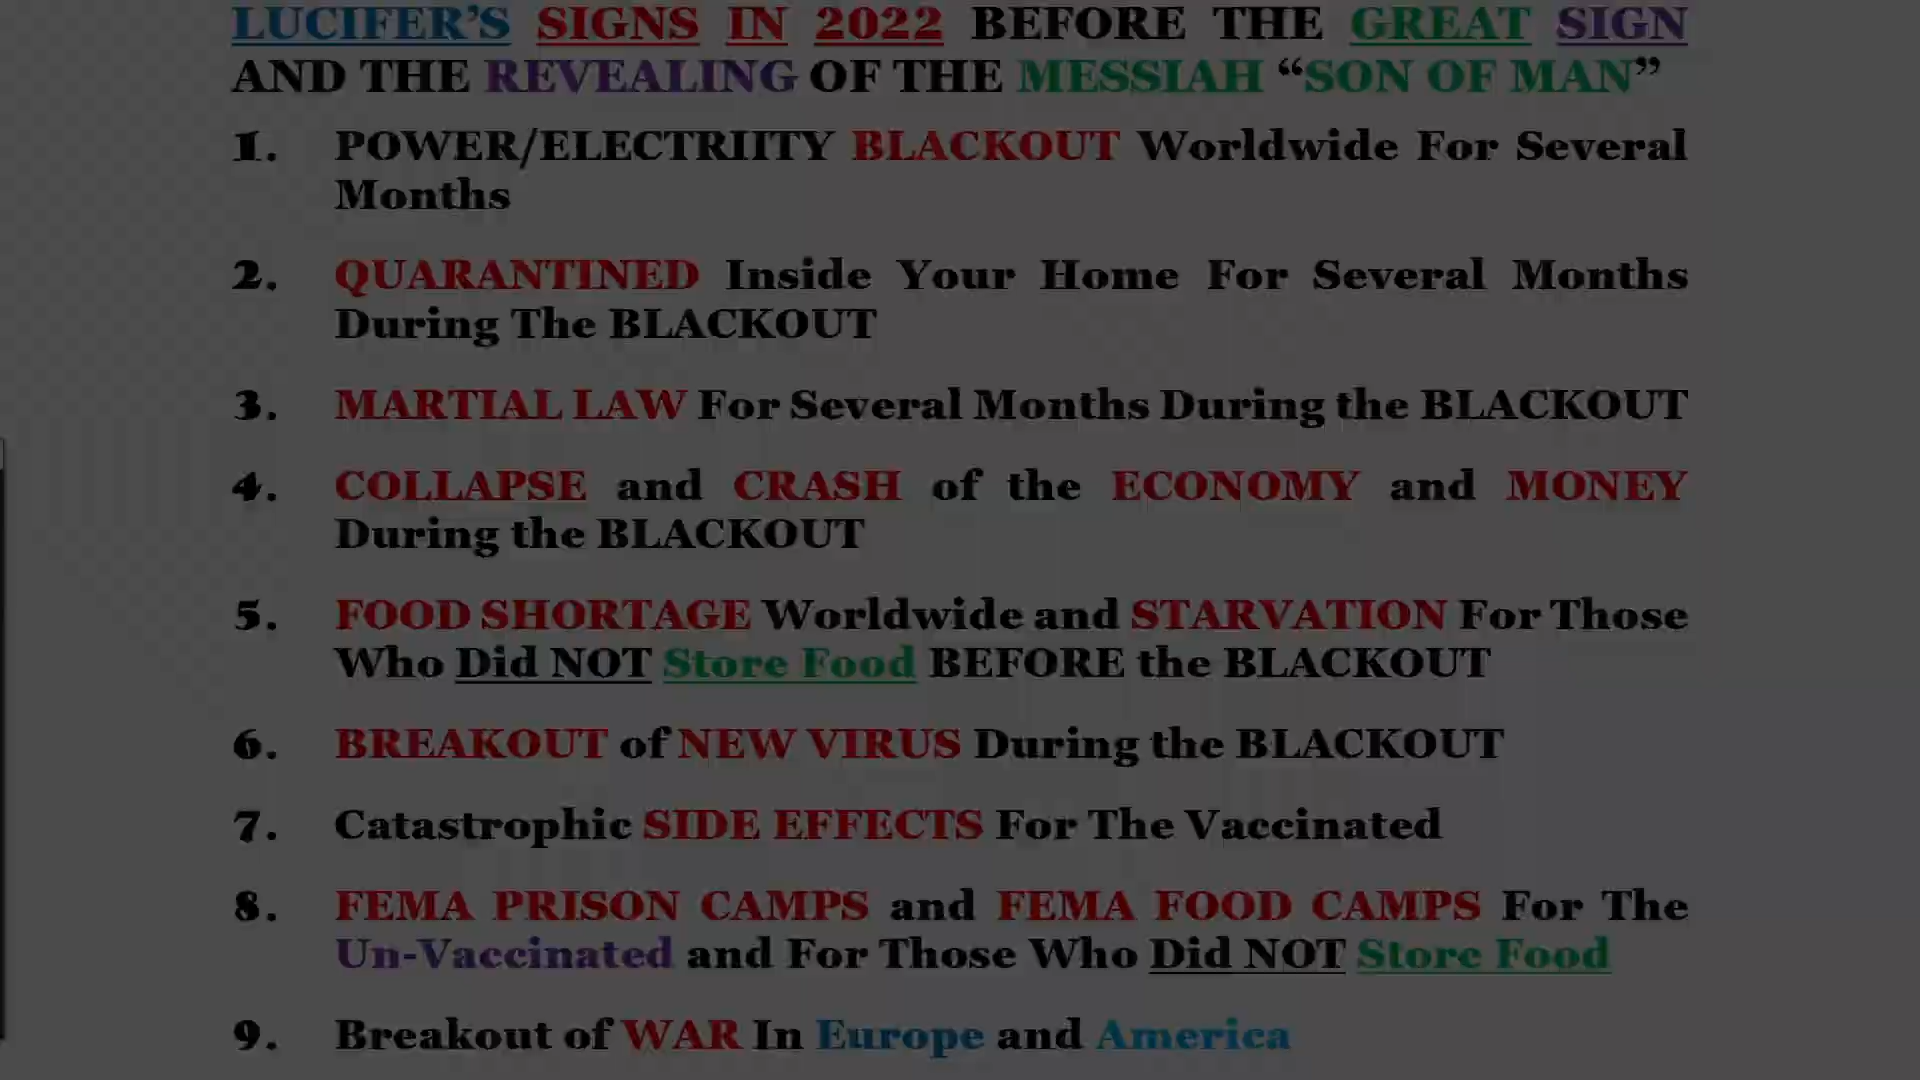 LUCIFER'S SIGNS IN 2022 BEFORE THE GREAT SIGN
AND THE REVEALING OF THE MESSIAH “SON OF MAN”
1. POWER/ELECTRIITY BLACKOUT Worldwide For Several
Months
2. QUARANTINED Inside Your Home For Several Months
During The BLACKOUT
3. MARTIAL LAW For Several Months During the BLACKOUT
4. COLLAPSE and CRASH of the ECONOMY and MONEY
During the BLACKOUT
5. FOOD SHORTAGE Worldwide and STARVATION For Those
Who Did NOT Store Food BEFORE the BLACKOUT
6. BREAKOUT of NEW VIRUS During the BLACKOUT
7. Catastrophic SIDE EFFECTS For The Vaccinated
8. FEMA PRISON CAMPS and FEMA FOOD CAMPS For The
Un-Vaccinated and For Those Who Did NOT Store Food
9. Breakout of WAR In Europe and America